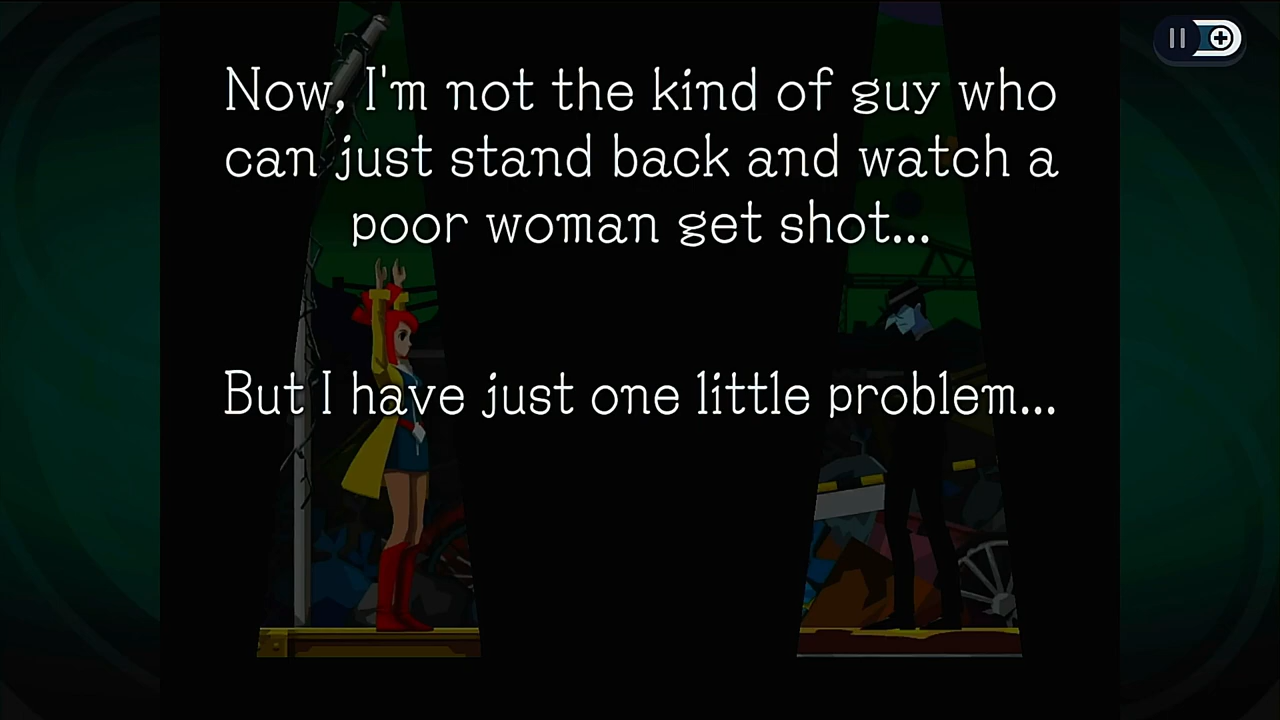 Now, I'm not the kind of guy who
can just stand back and watch a
poor woman get shot...
But I have just one little problem...